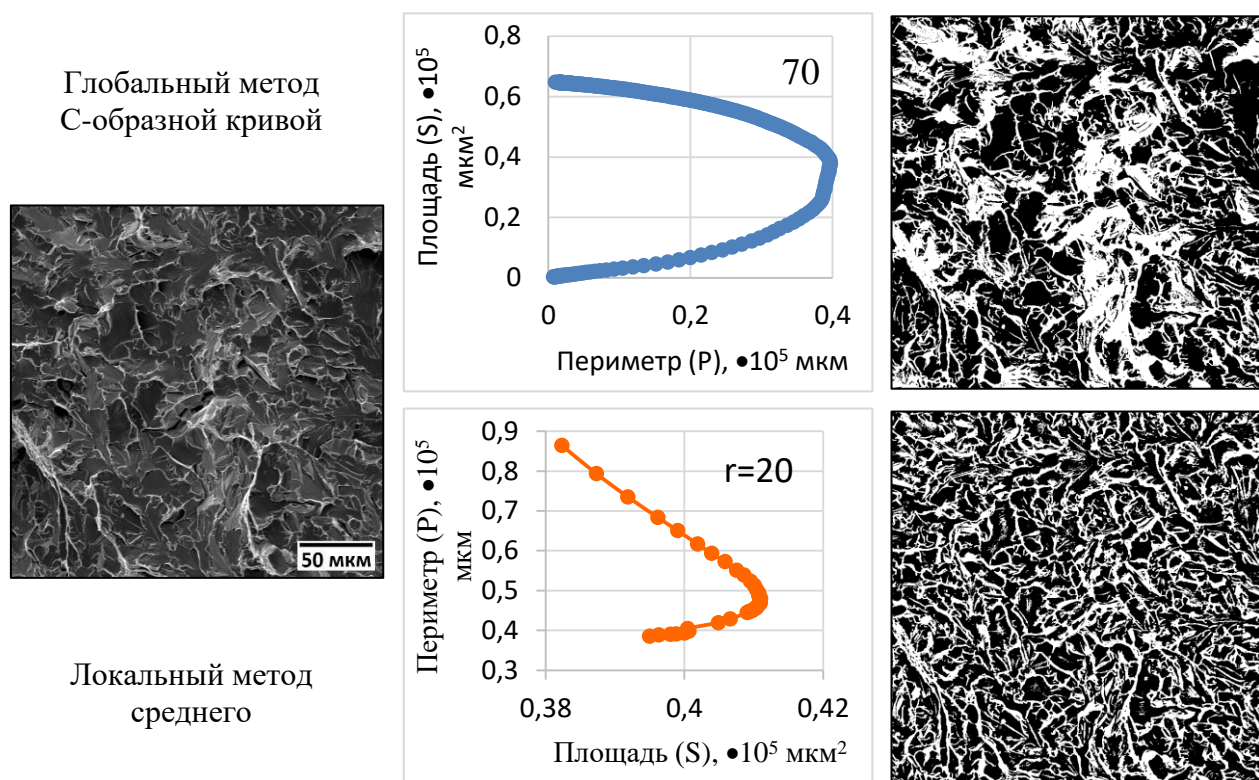 Глобальный метод
С-образной кривой
Площадь (S), •10⁵
мкм²
0,8
0,6
0,4
0,2
0
70
0
0,2
0,4
Периметр (P), •10⁵ мкм
50 мкм
Локальный метод
среднего
Периметр (P), •10⁵
мкм
0,9
0,8
0,7
0,6
0,5
0,4
0,3
r=20
0,38
0,4
0,42
Площадь (S), •10⁵ мкм²